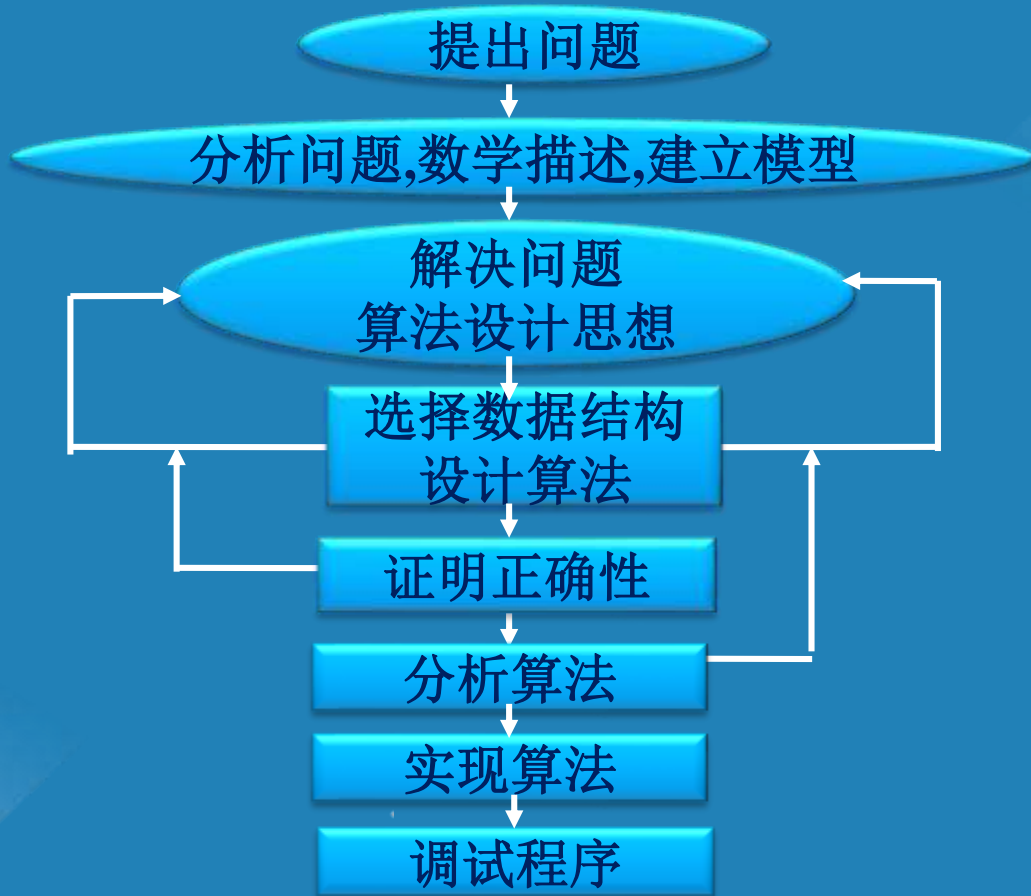 提出问题
分析问题,数学描述,建立模型
解决问题
算法设计思想
选择数据结构
设计算法
证明正确性
分析算法
实现算法
调试程序